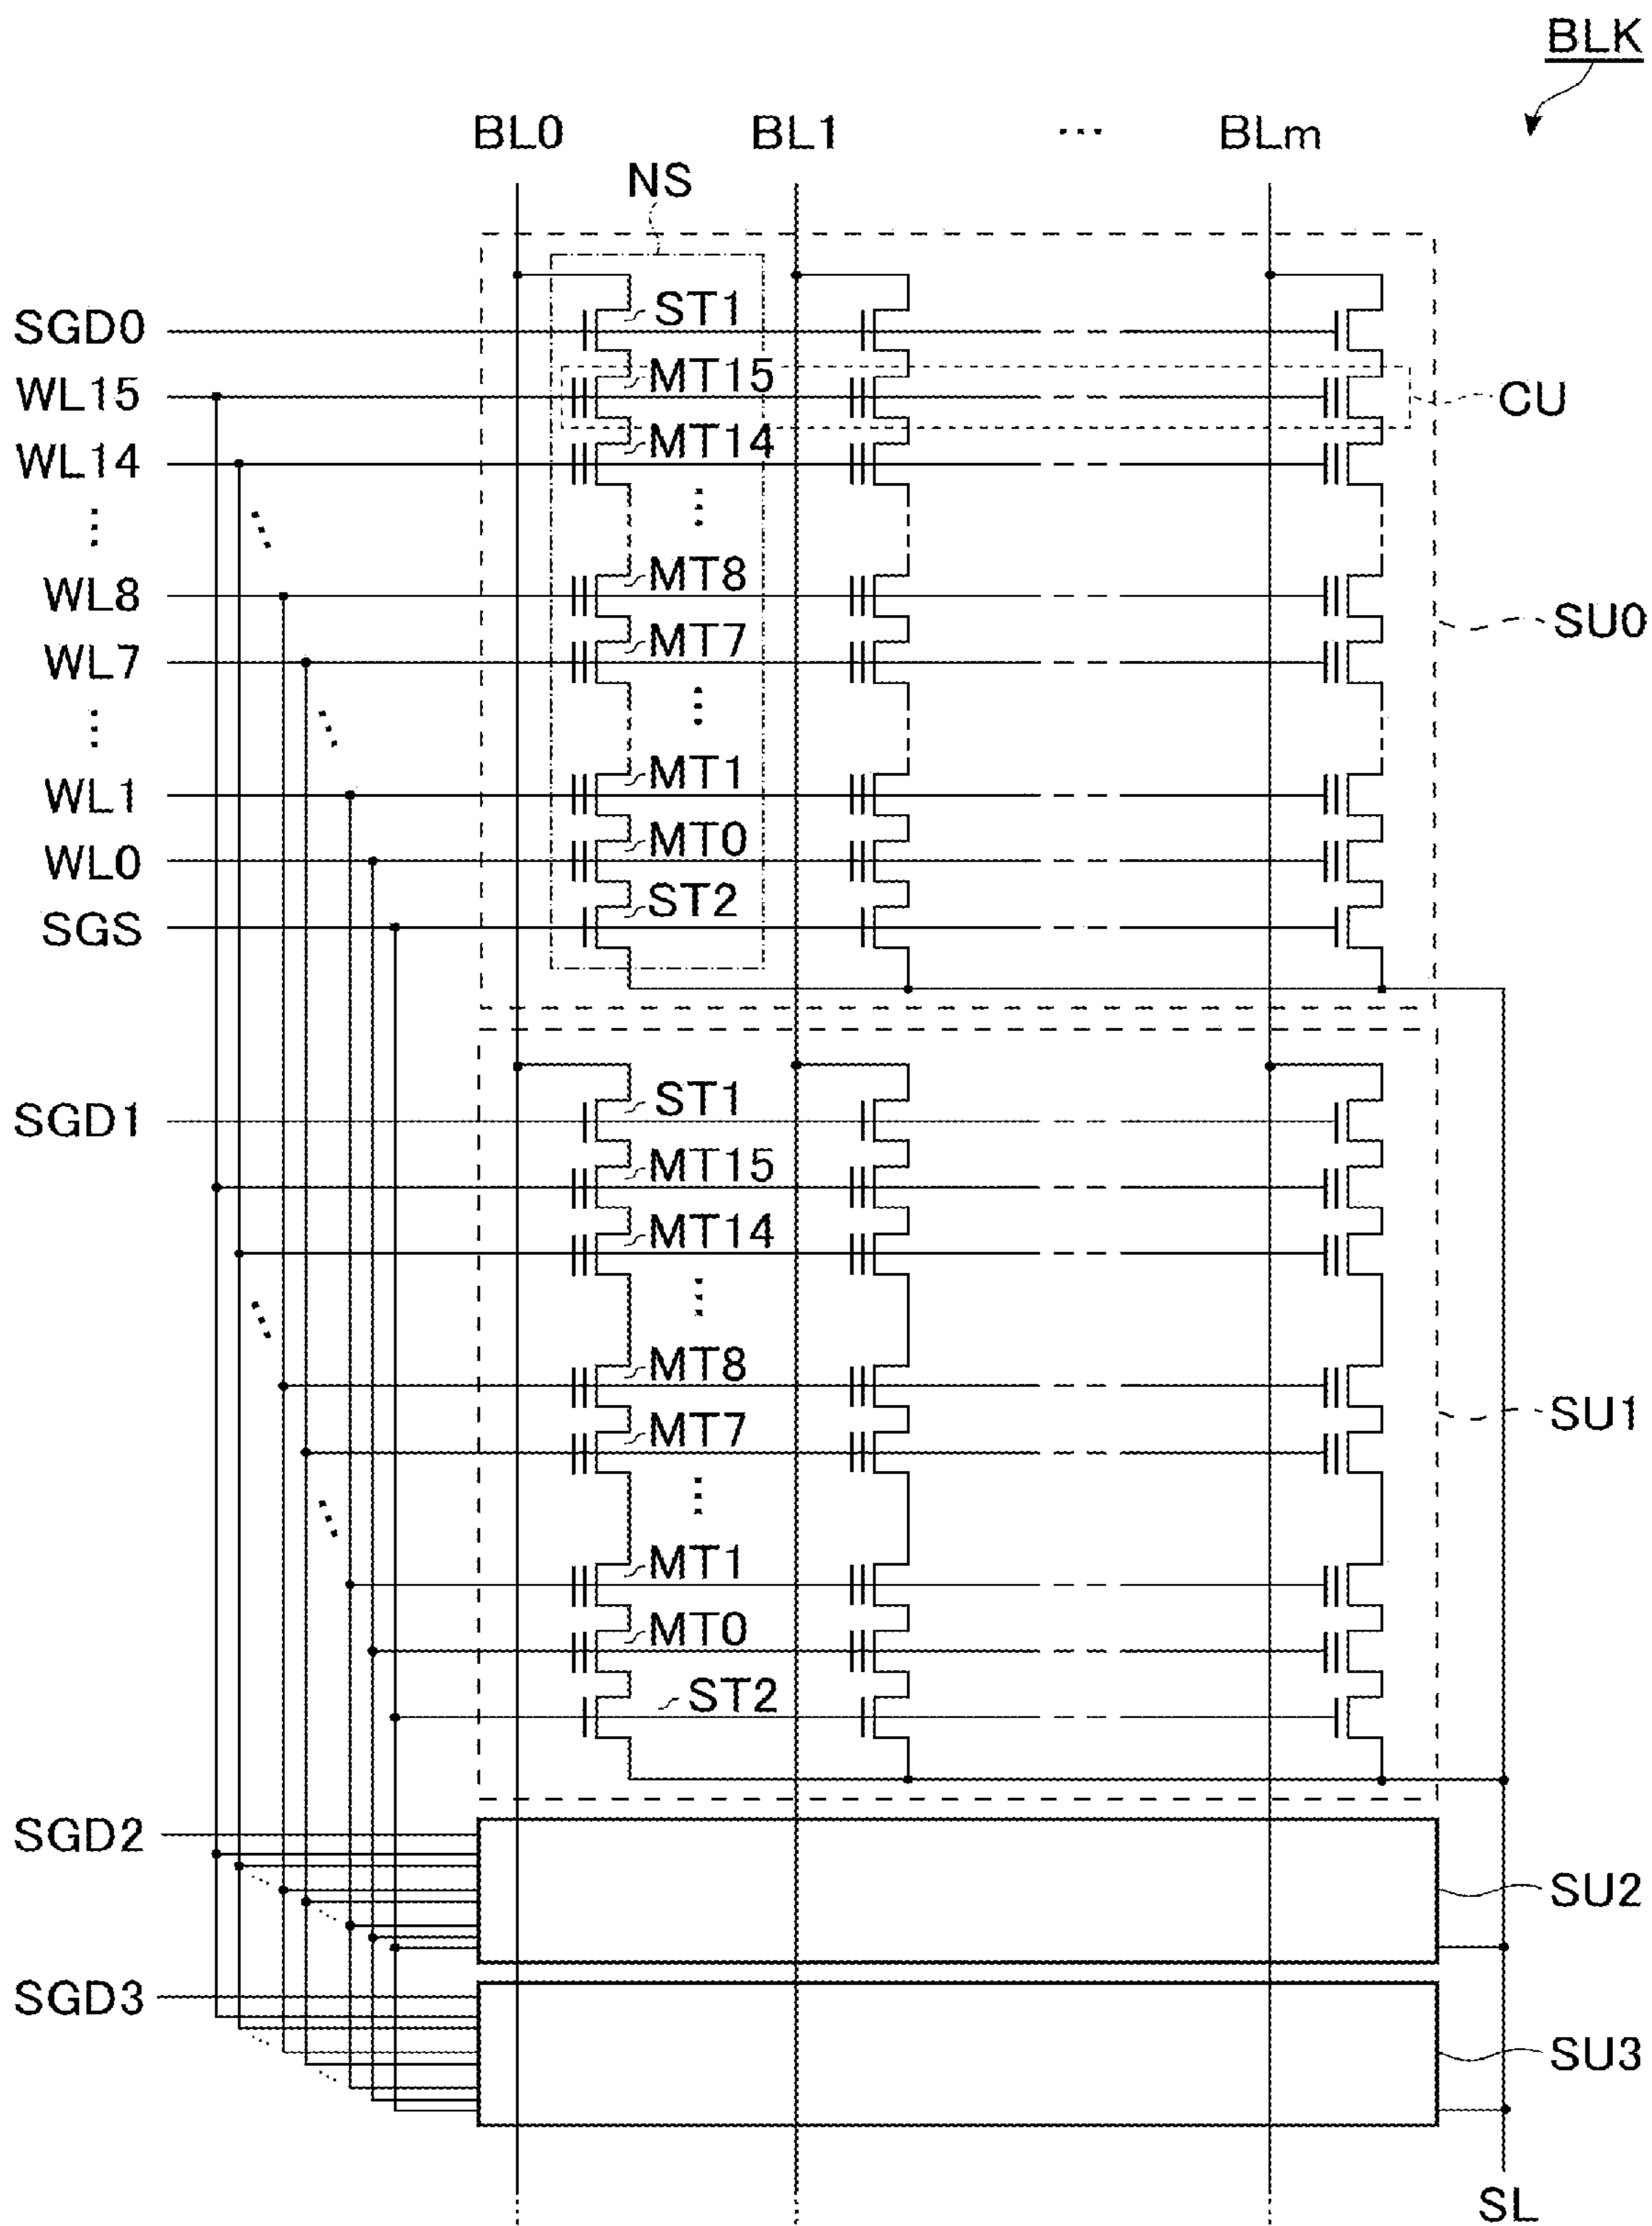 BLK
BL0 BL1 ... BLm
NS
SGD0 ST1
WL15 MT15 CU
WL14 MT14
⋮ ⋮
WL8 MT8 SU0
WL7 MT7
⋮ ⋮
WL1 MT1
WL0 MT0
SGS ST2
SGD1 ST1
MT15
MT14
⋮
MT8
MT7 SU1
⋮
MT1
MT0
ST2
SGD2
SU2
SGD3
SU3
SL